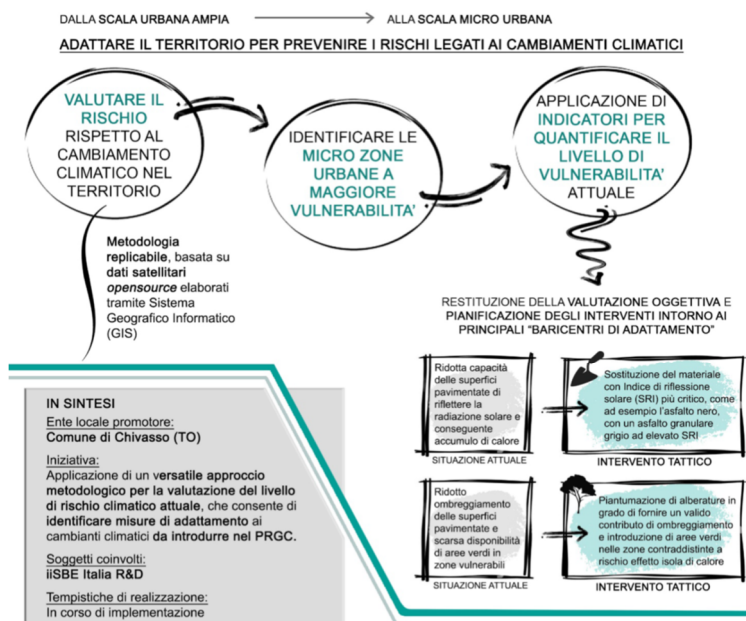 DALLA SCALA URBANA AMPIA
ALLA SCALA MICRO URBANA
ADATTARE IL TERRITORIO PER PREVENIRE I RISCHI LEGATI AI CAMBIAMENTI CLIMATICI
VALUTARE IL
RISCHIO
RISPETTO AL
CAMBIAMENTO
CLIMATICO NEL
TERRITORIO
IDENTIFICARE LE
MICRO ZONE
URBANE A
MAGGIORE
VULNERABILITA’
APPLICAZIONE DI
INDICATORI PER
QUANTIFICARE IL
LIVELLO DI
VULNERABILITA’
ATTUALE
Metodologia
replicabile, basata su
dati satellitari
opensource elaborati
tramite Sistema
Geografico Informatico
(GIS)
RESTITUZIONE DELLA VALUTAZIONE OGGETTIVA E
PIANIFICAZIONE DEGLI INTERVENTI INTORNO AI
PRINCIPALI “BARICENTRI DI ADATTAMENTO”
Ridotta capacità
delle superfici
pavimentate di
riflettere la
radiazione solare e
conseguente
accumulo di calore
SITUAZIONE ATTUALE
Sostituzione del materiale
con Indice di riflessione
solare (SRI) più critico, come
ad esempio l’asfalto nero,
con un asfalto granulare
grigio ad elevato SRI
INTERVENTO TATTICO
Ridotto
ombreggiamento
delle superfici
pavimentate e
scarsa disponibilità
di aree verdi in
zone vulnerabili
SITUAZIONE ATTUALE
Piantumazione di alberature in
grado di fornire un valido
contributo di ombreggiamento
e introduzione di aree verdi
nelle zone contraddistinte a
rischio effetto isola di calore
INTERVENTO TATTICO
IN SINTESI
Ente locale promotore:
Comune di Chivasso (TO)
Iniziativa:
Applicazione di un versatile approccio
metodologico per la valutazione del livello
di rischio climatico attuale, che consente di
identificare misure di adattamento ai
cambianti climatici da introdurre nel PRGC.
Soggetti coinvolti:
iiSBE Italia R&D
Tempistiche di realizzazione:
In corso di implementazione